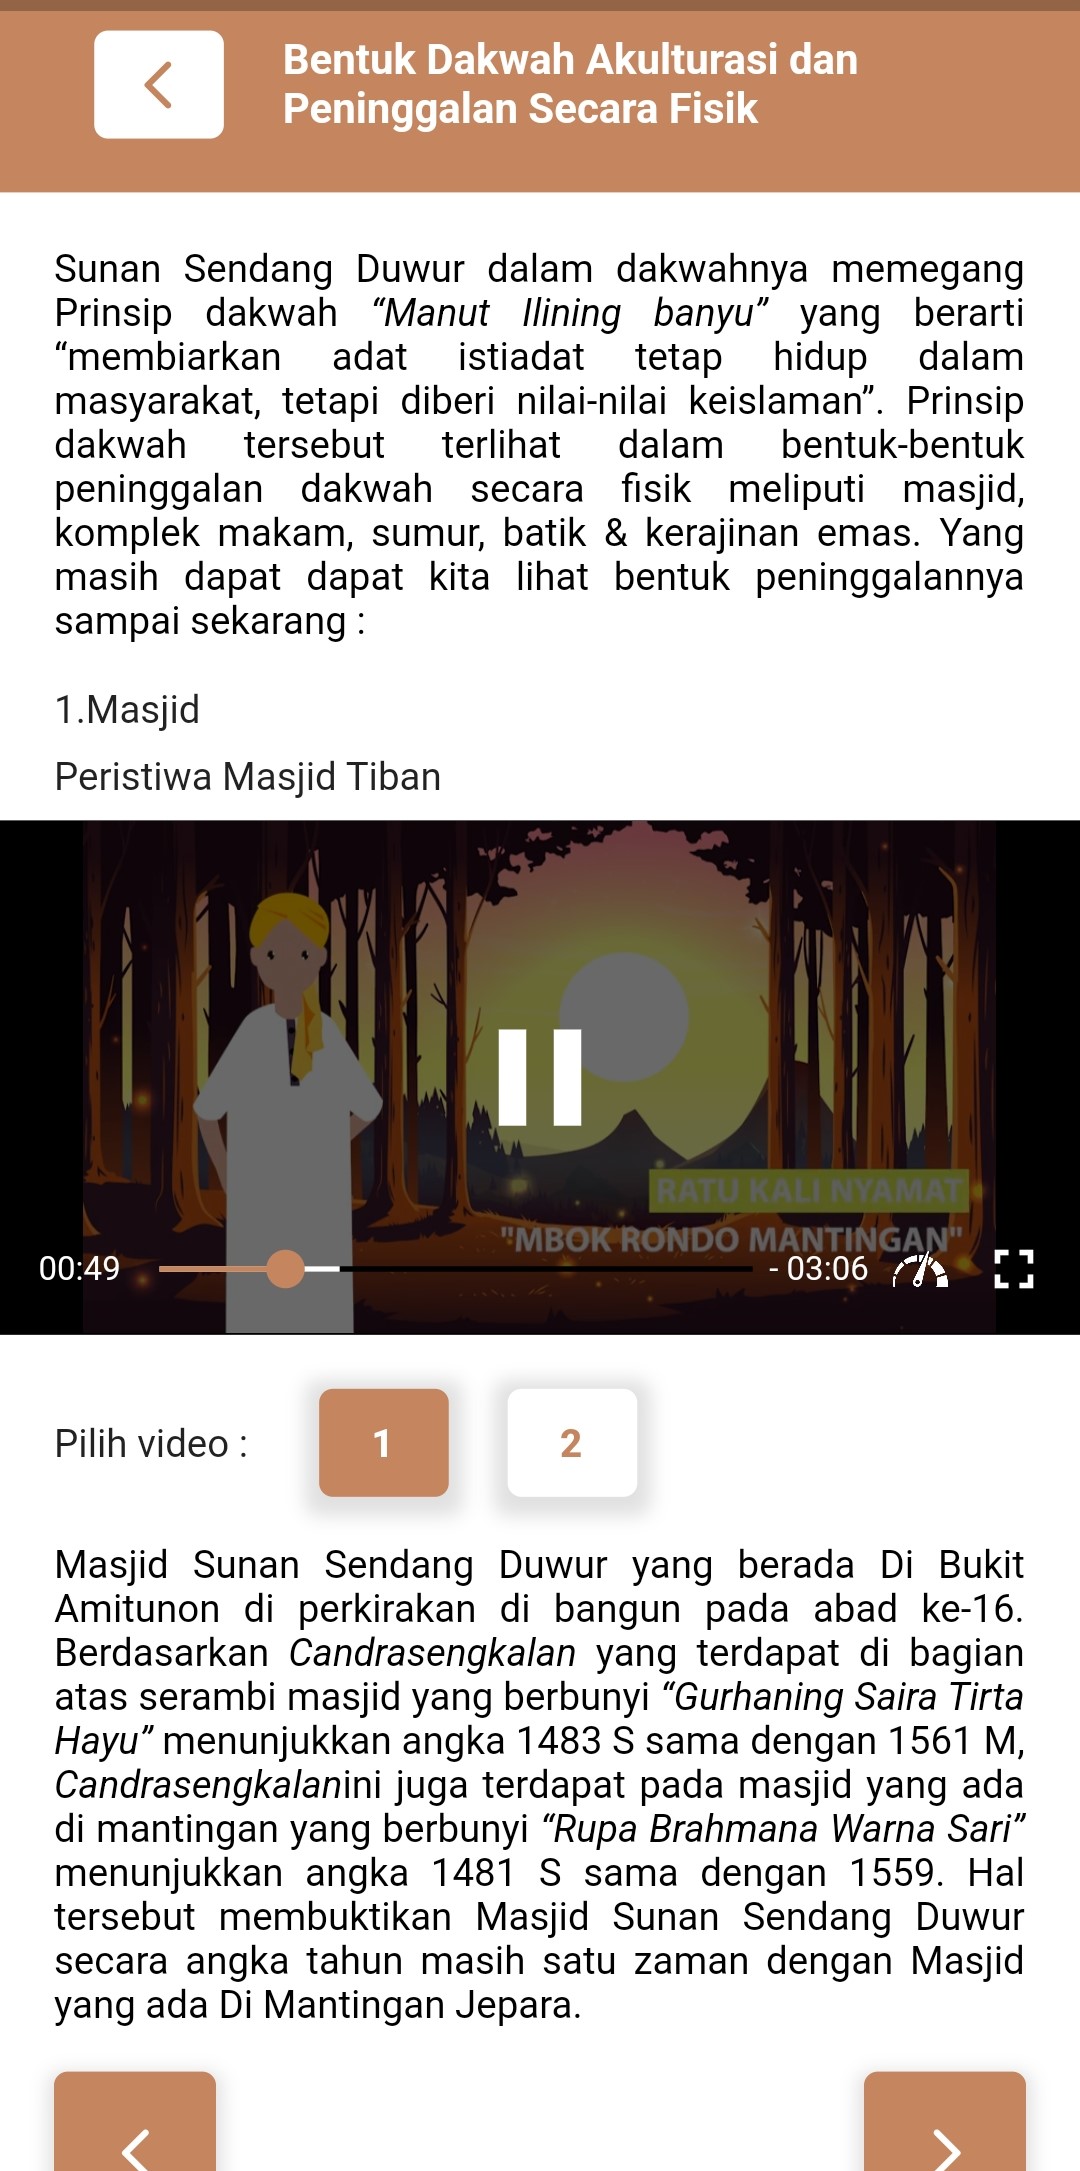 Bentuk Dakwah Akulturasi dan
Peninggalan Secara Fisik
Sunan Sendang Duwur dalam dakwahnya memegang
Prinsip dakwah “Manut Ilining banyu” yang berarti
“membiarkan adat istiadat tetap hidup dalam
masyarakat, tetapi diberi nilai-nilai keislaman”. Prinsip
dakwah tersebut terlihat dalam bentuk-bentuk
peninggalan dakwah secara fisik meliputi masjid,
komplek makam, sumur, batik & kerajinan emas. Yang
masih dapat dapat kita lihat bentuk peninggalannya
sampai sekarang :
1.Masjid
Peristiwa Masjid Tiban
RATU KALI NYAMAT
"MBOK RONDO MANTINGAN"
00:49 - 03:06
Pilih video : 1 2
Masjid Sunan Sendang Duwur yang berada Di Bukit
Amitunon di perkirakan di bangun pada abad ke-16.
Berdasarkan Candrasengkalan yang terdapat di bagian
atas serambi masjid yang berbunyi “Gurhaning Saira Tirta
Hayu” menunjukkan angka 1483 S sama dengan 1561 M,
Candrasengkalanini juga terdapat pada masjid yang ada
di mantingan yang berbunyi “Rupa Brahmana Warna Sari”
menunjukkan angka 1481 S sama dengan 1559. Hal
tersebut membuktikan Masjid Sunan Sendang Duwur
secara angka tahun masih satu zaman dengan Masjid
yang ada Di Mantingan Jepara.